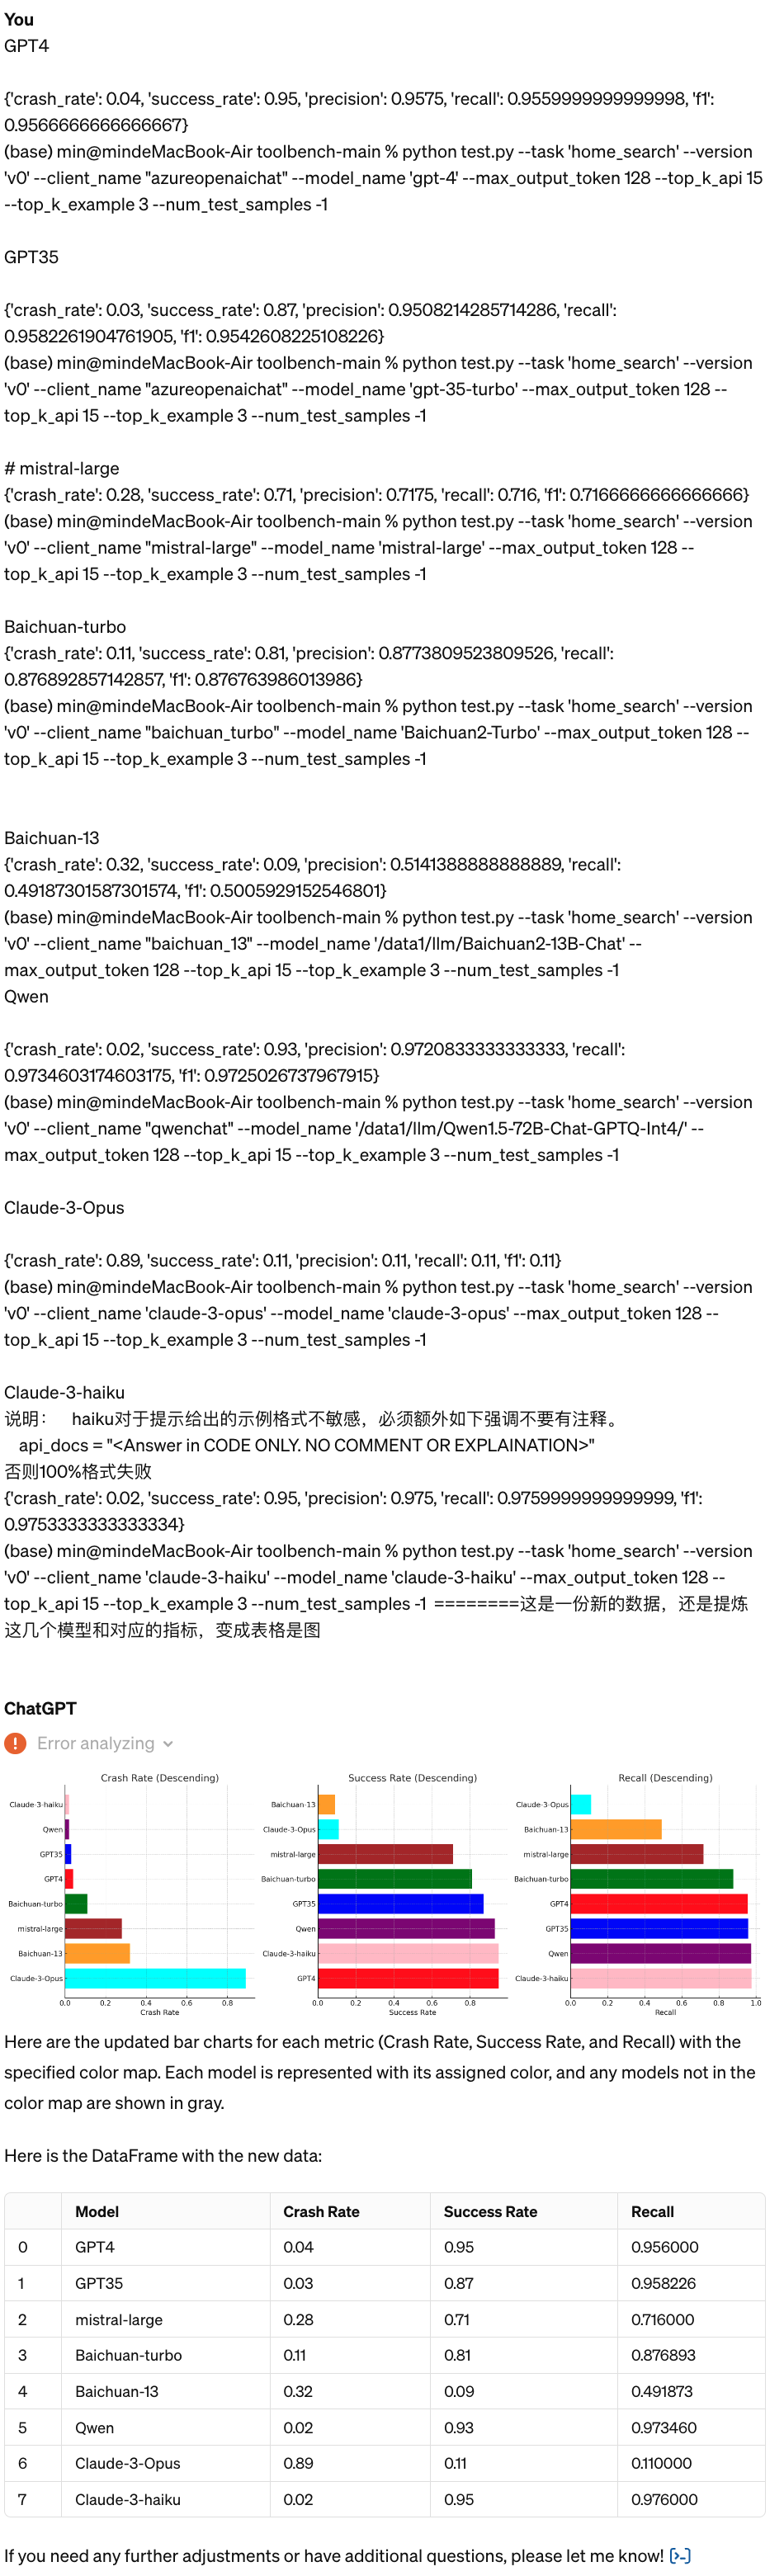 You
GPT4
{'crash_rate': 0.04, 'success_rate': 0.95, 'precision': 0.9575, 'recall': 0.9559999999999998, 'f1':
0.9566666666666667}
(base) min@mindeMacBook-Air toolbench-main % python test.py --task 'home_search' --version
'v0' --client_name "azureopenaichat" --model_name 'gpt-4' --max_output_token 128 --top_k_api 15
--top_k_example 3 --num_test_samples -1
GPT35
{'crash_rate': 0.03, 'success_rate': 0.87, 'precision': 0.9508214285714286, 'recall':
0.9582261904761905, 'f1': 0.9542608225108226}
(base) min@mindeMacBook-Air toolbench-main % python test.py --task 'home_search' --version
'v0' --client_name "azureopenaichat" --model_name 'gpt-35-turbo' --max_output_token 128 --
top_k_api 15 --top_k_example 3 --num_test_samples -1
# mistral-large
{'crash_rate': 0.28, 'success_rate': 0.71, 'precision': 0.7175, 'recall': 0.716, 'f1': 0.7166666666666666}
(base) min@mindeMacBook-Air toolbench-main % python test.py --task 'home_search' --version
'v0' --client_name "mistral-large" --model_name 'mistral-large' --max_output_token 128 --
top_k_api 15 --top_k_example 3 --num_test_samples -1
Baichuan-turbo
{'crash_rate': 0.11, 'success_rate': 0.81, 'precision': 0.8773809523809526, 'recall':
0.876892857142857, 'f1': 0.876763986013986}
(base) min@mindeMacBook-Air toolbench-main % python test.py --task 'home_search' --version
'v0' --client_name "baichuan_turbo" --model_name 'Baichuan2-Turbo' --max_output_token 128 --
top_k_api 15 --top_k_example 3 --num_test_samples -1
Baichuan-13
{'crash_rate': 0.32, 'success_rate': 0.09, 'precision': 0.5141388888888889, 'recall':
0.49187301587301574, 'f1': 0.5005929152546801}
(base) min@mindeMacBook-Air toolbench-main % python test.py --task 'home_search' --version
'v0' --client_name "baichuan_13" --model_name '/data1/llm/Baichuan2-13B-Chat' --
max_output_token 128 --top_k_api 15 --top_k_example 3 --num_test_samples -1
Qwen
{'crash_rate': 0.02, 'success_rate': 0.93, 'precision': 0.9720833333333333, 'recall':
0.9734603174603175, 'f1': 0.9725026737967915}
(base) min@mindeMacBook-Air toolbench-main % python test.py --task 'home_search' --version
'v0' --client_name "qwenchat" --model_name '/data1/llm/Qwen1.5-72B-Chat-GPTQ-Int4/' --
max_output_token 128 --top_k_api 15 --top_k_example 3 --num_test_samples -1
Claude-3-Opus
{'crash_rate': 0.89, 'success_rate': 0.11, 'precision': 0.11, 'recall': 0.11, 'f1': 0.11}
(base) min@mindeMacBook-Air toolbench-main % python test.py --task 'home_search' --version
'v0' --client_name 'claude-3-opus' --model_name 'claude-3-opus' --max_output_token 128 --
top_k_api 15 --top_k_example 3 --num_test_samples -1
Claude-3-haiku
说明： haiku对于提示给出的示例格式不敏感，必须额外如下强调不要有注释。
api_docs = "<Answer in CODE ONLY. NO COMMENT OR EXPLAINATION>"
否则100%格式失败
{'crash_rate': 0.02, 'success_rate': 0.95, 'precision': 0.975, 'recall': 0.9759999999999999, 'f1':
0.9753333333333334}
(base) min@mindeMacBook-Air toolbench-main % python test.py --task 'home_search' --version
'v0' --client_name 'claude-3-haiku' --model_name 'claude-3-haiku' --max_output_token 128 --
top_k_api 15 --top_k_example 3 --num_test_samples -1 ========这是一份新的数据，还是提炼
这几个模型和对应的指标，变成表格是图
ChatGPT
Error analyzing
Crash Rate (Descending)
Claude-3-haiku
Qwen
GPT35
GPT4
Baichuan-turbo
mistral-large
Baichuan-13
Claude-3-Opus
0.0 0.2 0.4 0.6 0.8
Crash Rate
Success Rate (Descending)
Baichuan-13
Claude-3-Opus
mistral-large
Baichuan-turbo
GPT35
Qwen
Claude-3-haiku
GPT4
0.0 0.2 0.4 0.6 0.8
Success Rate
Recall (Descending)
Claude-3-Opus
Baichuan-13
mistral-large
Baichuan-turbo
GPT4
GPT35
Qwen
Claude-3-haiku
0.0 0.2 0.4 0.6 0.8 1.0
Recall
Here are the updated bar charts for each metric (Crash Rate, Success Rate, and Recall) with the
specified color map. Each model is represented with its assigned color, and any models not in the
color map are shown in gray.
Here is the DataFrame with the new data:
Model Crash Rate Success Rate Recall
0 GPT4 0.04 0.95 0.956000
1 GPT35 0.03 0.87 0.958226
2 mistral-large 0.28 0.71 0.716000
3 Baichuan-turbo 0.11 0.81 0.876893
4 Baichuan-13 0.32 0.09 0.491873
5 Qwen 0.02 0.93 0.973460
6 Claude-3-Opus 0.89 0.11 0.110000
7 Claude-3-haiku 0.02 0.95 0.976000
If you need any further adjustments or have additional questions, please let me know!